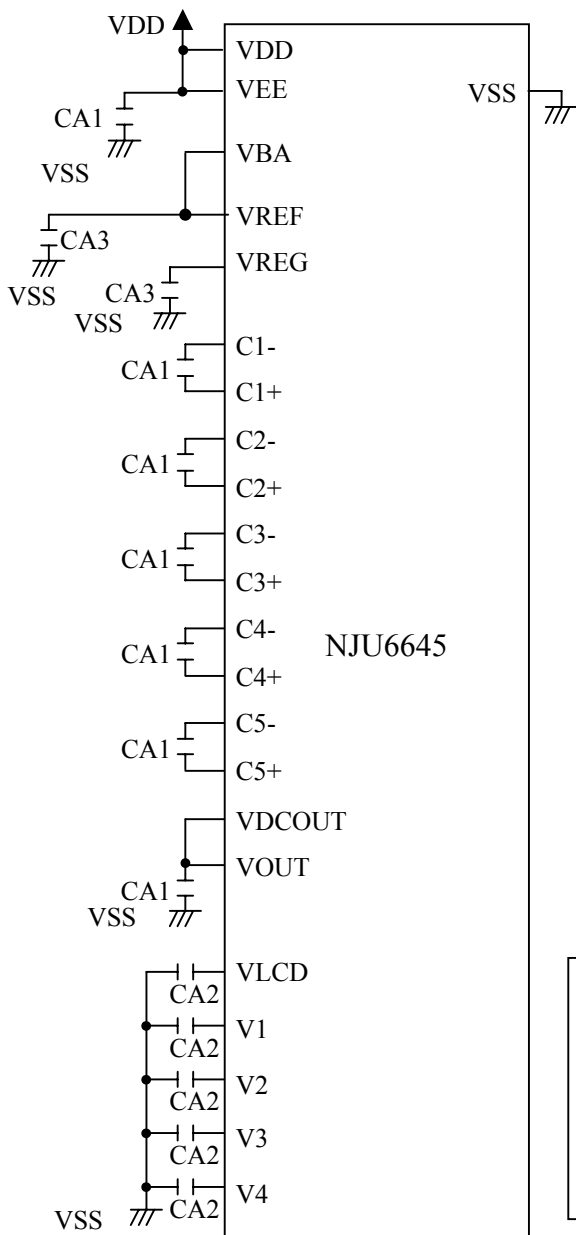 VDD
VDD
VEE
VSS
CA1
VSS
VBA
VREF
CA3
VSS
VREG
CA3
VSS
C1-
CA1
C1+
C2-
CA1
C2+
C3-
CA1
C3+
C4-
NJU6645
CA1
C4+
C5-
CA1
C5+
VDCOUT
VOUT
CA1
VSS
VLCD
CA2
V1
CA2
V2
CA2
V3
CA2
V4
CA2
VSS